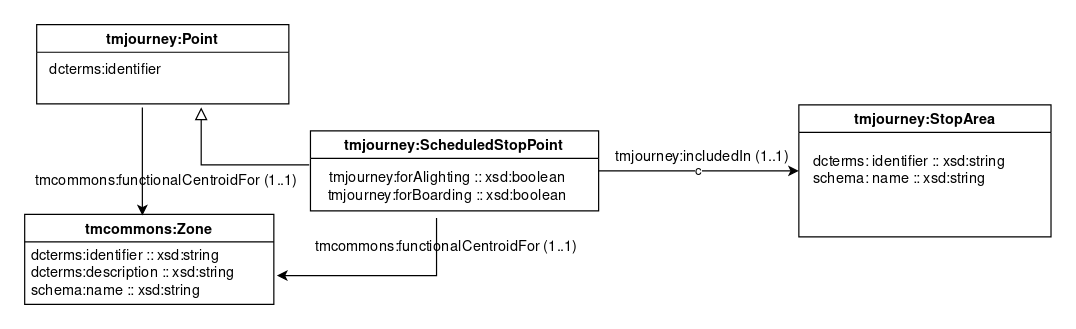 tmjourney:Point
dcterms:identifier
tmjourney:ScheduledStopPoint
tmjourney:forAlighting :: xsd:boolean
tmjourney:forBoarding :: xsd:boolean
tmjourney:includedIn (1..1)
c
tmjourney:StopArea
dcterms: identifier :: xsd:string
schema: name :: xsd:string
tmcommons:functionalCentroidFor (1..1)
tmcommons:Zone
dcterms:identifier :: xsd:string
dcterms:description :: xsd:string
schema:name :: xsd:string
tmcommons:functionalCentroidFor (1..1)